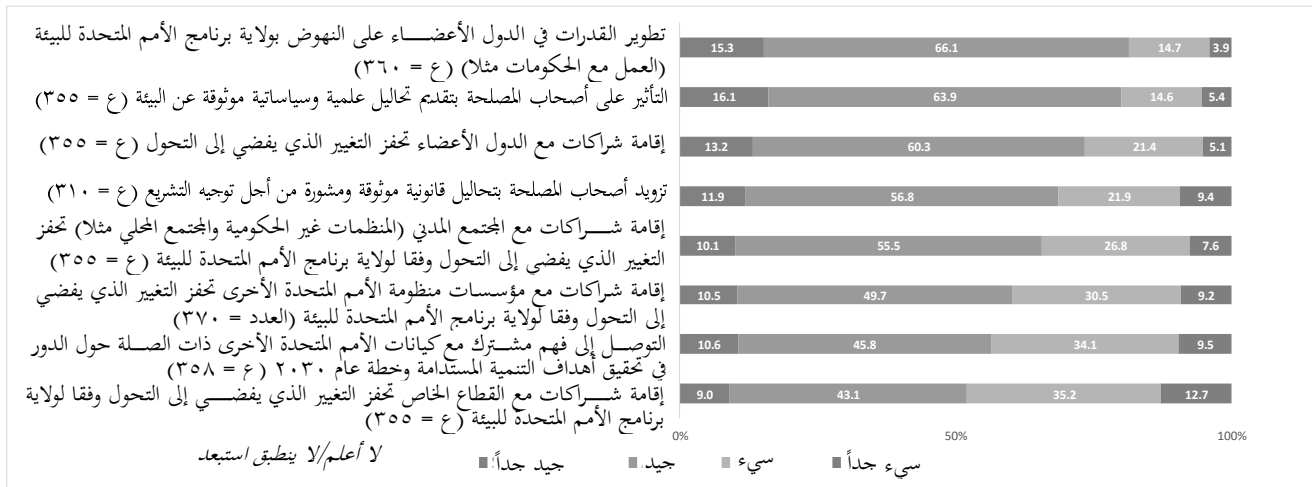 تطوير القدرات في الدول الأعضاء على النهوض بولاية برنامج الأمم المتحدة للبيئة
(العمل مع الحكومات مثلا) (ع = ٣٦٠)
15.3 66.1 14.7 3.9
التأثير على أصحاب المصلحة بتقديم تحاليل علمية وسياساتية موثوقة عن البيئة (ع = ٣٥٥)
16.1 63.9 14.6 5.4
إقامة شراكات مع الدول الأعضاء تحفز التغيير الذي يفضي إلى التحول (ع = ٣٥٥)
13.2 60.3 21.4 5.1
تزويد أصحاب المصلحة بتحاليل قانونية موثوقة ومشورة من أجل توجيه التشريع (ع = ٣١٠)
11.9 56.8 21.9 9.4
إقامة شراكات مع المجتمع المدني (المنظمات غير الحكومية والمجتمع المحلي مثلا) تحفز
التغيير الذي يفضي إلى التحول وفقا لولاية برنامج الأمم المتحدة للبيئة (ع = ٣٥٥)
10.1 55.5 26.8 7.6
إقامة شراكات مع مؤسسات منظومة الأمم المتحدة الأخرى تحفز التغيير الذي يفضي
إلى التحول وفقا لولاية برنامج الأمم المتحدة للبيئة (العدد = ٣٧٠)
10.5 49.7 30.5 9.2
التوصل إلى فهم مشترك مع كيانات الأمم المتحدة الأخرى ذات الصلة حول الدور
في تحقيق أهداف التنمية المستدامة وخطة عام ٢٠٣٠ (ع = ٣٥٨)
10.6 45.8 34.1 9.5
إقامة شراكات مع القطاع الخاص تحفز التغيير الذي يفضي إلى التحول وفقا لولاية
برنامج الأمم المتحدة للبيئة (ع = ٣٥٥)
9.0 43.1 35.2 12.7
0% 50% 100%
لا أعلم/لا ينطبق استبعد
جيد جداً جيد سيء سيء جداً